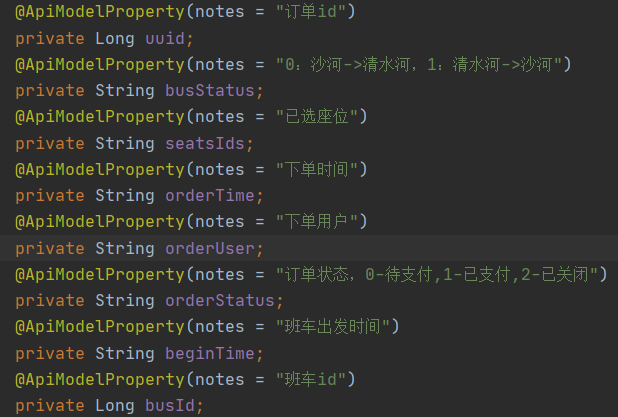 @ApiModelProperty(notes = "订单id")
private Long uuid;
@ApiModelProperty(notes = "0：沙河->清水河，1：清水河->沙河")
private String busStatus;
@ApiModelProperty(notes = "已选座位")
private String seatsIds;
@ApiModelProperty(notes = "下单时间")
private String orderTime;
@ApiModelProperty(notes = "下单用户")
private String orderUser;
@ApiModelProperty(notes = "订单状态，0-待支付,1-已支付,2-已关闭")
private String orderStatus;
@ApiModelProperty(notes = "班车出发时间")
private String beginTime;
@ApiModelProperty(notes = "班车id")
private Long busId;